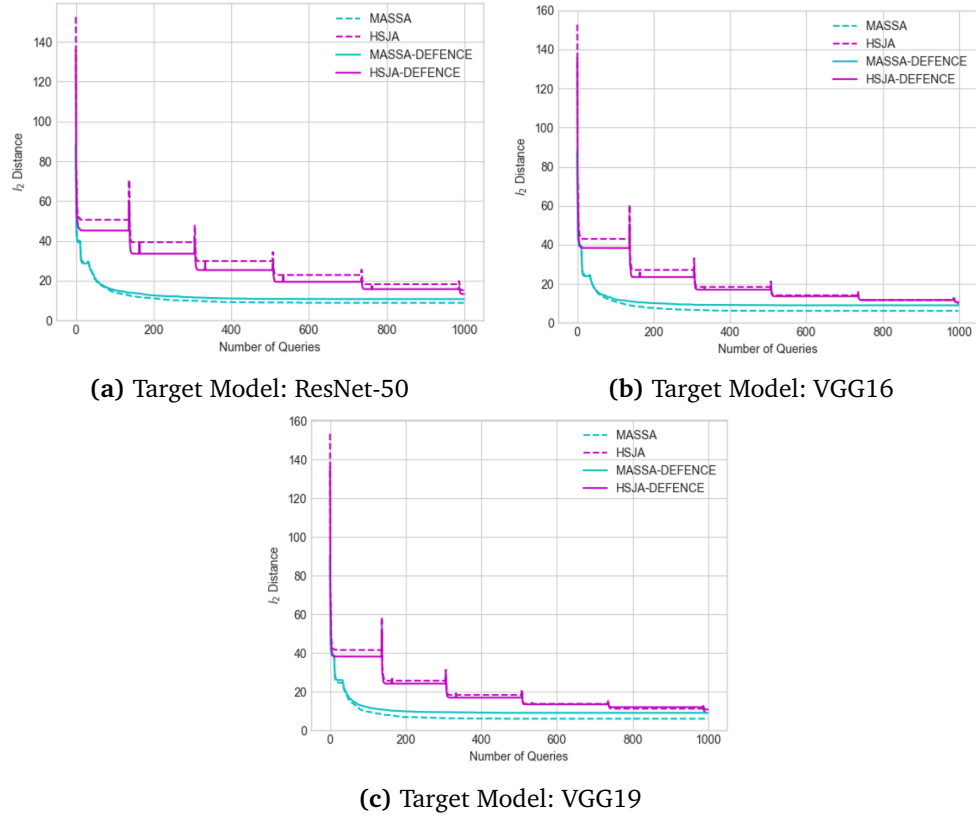 160
140
120
100
80
60
40
20
0
l₂ Distance
0 200 400 600 800 1000
Number of Queries
MASSA
HSJA
MASSA-DEFENCE
HSJA-DEFENCE
(a) Target Model: ResNet-50
160
140
120
100
80
60
40
20
0
l₂ Distance
0 200 400 600 800 1000
Number of Queries
MASSA
HSJA
MASSA-DEFENCE
HSJA-DEFENCE
(b) Target Model: VGG16
160
140
120
100
80
60
40
20
0
l₂ Distance
0 200 400 600 800 1000
Number of Queries
MASSA
HSJA
MASSA-DEFENCE
HSJA-DEFENCE
(c) Target Model: VGG19